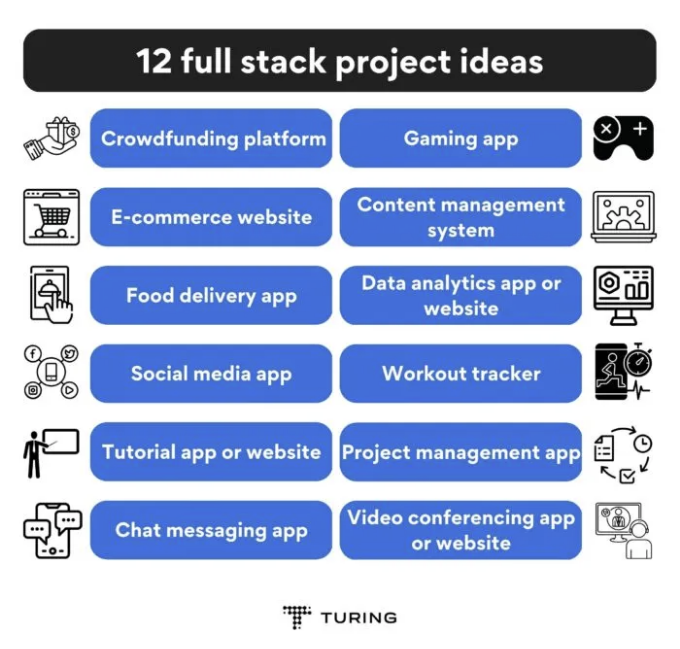 12 full stack project ideas
Crowdfunding platform
Gaming app
E-commerce website
Content management
system
Food delivery app
Data analytics app or
website
Social media app
Workout tracker
Tutorial app or website
Project management app
Chat messaging app
Video conferencing app
or website
TURING